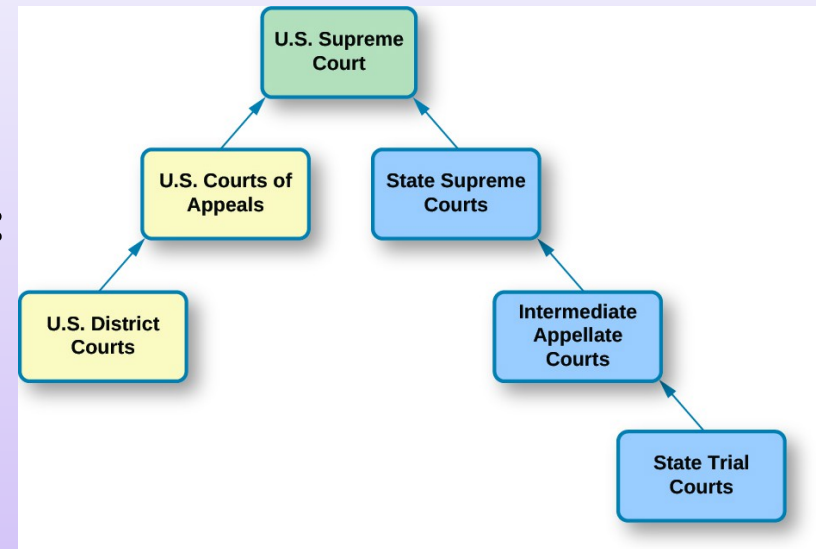 U.S. Supreme
Court
U.S. Courts of
Appeals
State Supreme
Courts
:
U.S. District
Courts
Intermediate
Appellate
Courts
State Trial
Courts